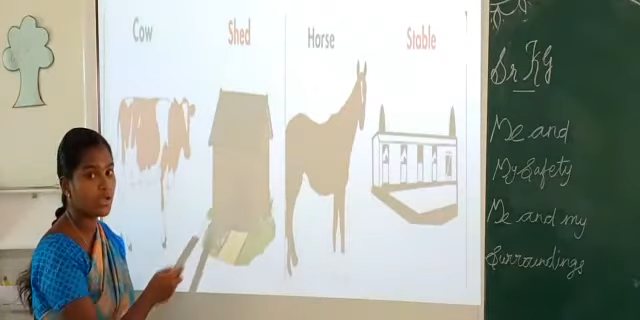 Cow Shed Horse Stable
Sr KG
Me and
My Safety
Me and my
Surroundings